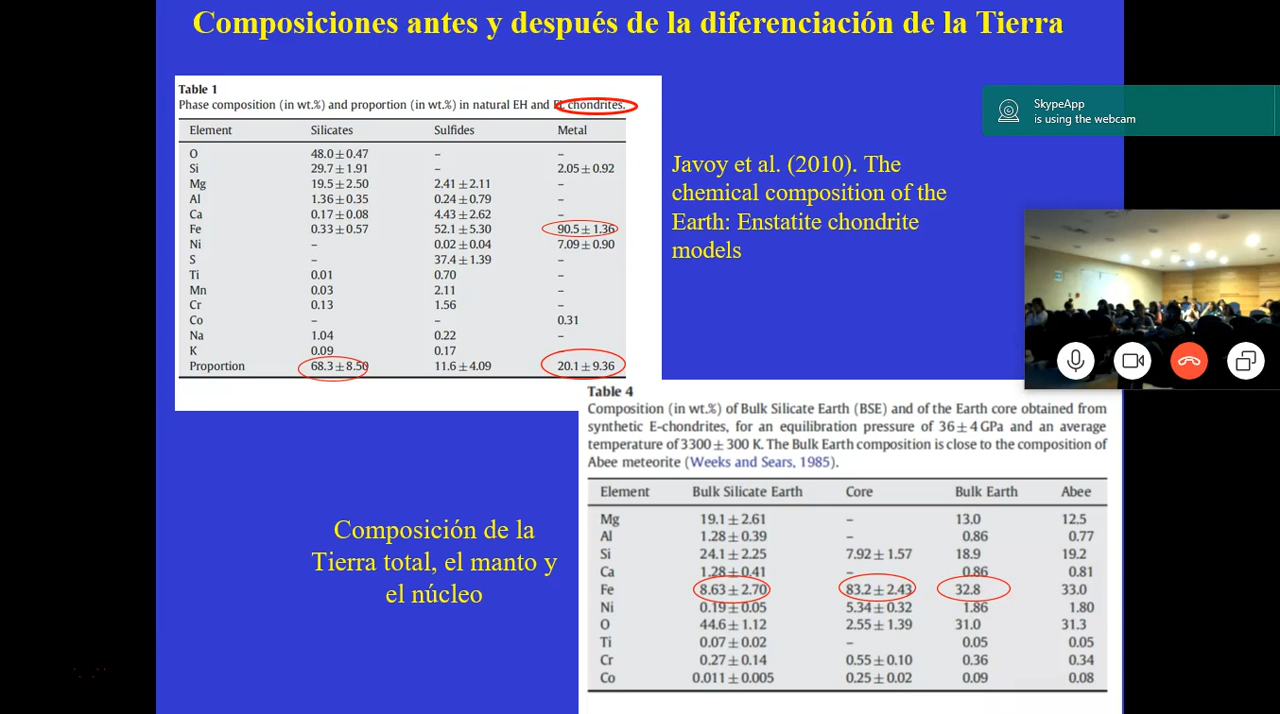 Composiciones antes y después de la diferenciación de la Tierra
Table 1
Phase composition (in wt.%) and proportion (in wt.%) in natural EH and EL chondrites.
Element Silicates Sulfides Metal
O 48.0±0.47 – –
Si 29.7±1.91 – 2.05±0.92
Mg 19.5±2.50 2.41±2.11 –
Al 1.36±0.35 0.24±0.79 –
Ca 0.17±0.08 4.43±2.62 –
Fe 0.33±0.57 52.1±5.30 90.5±1.36
Ni – 0.02±0.04 7.09±0.90
S – 37.4±1.39 –
Ti 0.01 0.70 –
Mn 0.03 2.11 –
Cr 0.13 1.56 –
Co – – 0.31
Na 1.04 0.22 –
K 0.09 0.17 –
Proportion 68.3±8.50 11.6±4.09 20.1±9.36
SkypeApp
is using the webcam
Javoy et al. (2010). The
chemical composition of the
Earth: Enstatite chondrite
models
Table 4
Composition (in wt.%) of Bulk Silicate Earth (BSE) and of the Earth core obtained from
synthetic E-chondrites, for an equilibration pressure of 36±4 GPa and an average
temperature of 3300±300 K. The Bulk Earth composition is close to the composition of
Abee meteorite (Weeks and Sears, 1985).
Element Bulk Silicate Earth Core Bulk Earth Abee
Mg 19.1±2.61 – 13.0 12.5
Al 1.28±0.39 – 0.86 0.77
Si 24.1±2.25 7.92±1.57 18.9 19.2
Ca 1.28±0.41 – 0.86 0.81
Fe 8.63±2.70 83.2±2.43 32.8 33.0
Ni 0.19±0.05 5.34±0.32 1.86 1.80
O 44.6±1.12 2.55±1.39 31.0 31.3
Ti 0.07±0.02 – 0.05 0.05
Cr 0.27±0.14 0.55±0.10 0.36 0.34
Co 0.011±0.005 0.25±0.02 0.09 0.08
Composición de la
Tierra total, el manto y
el núcleo